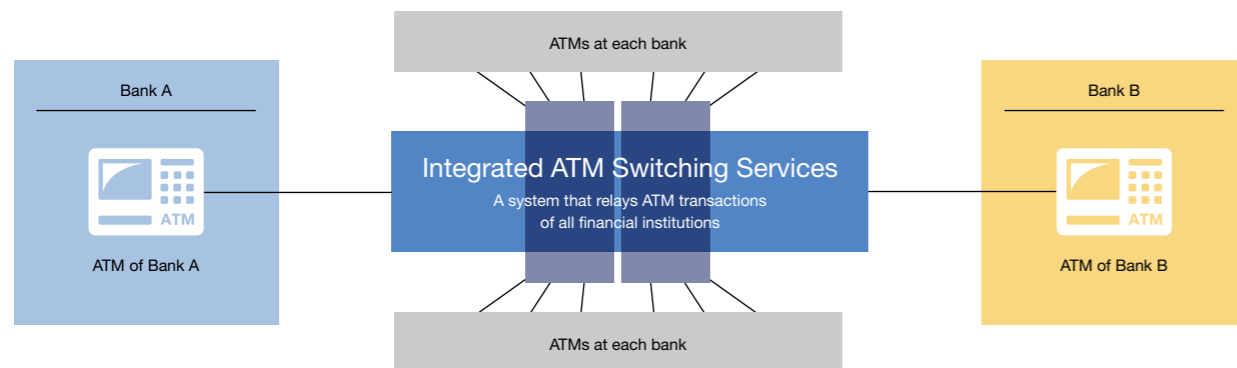 ATMs at each bank
Bank A
Bank B
ATM
Integrated ATM Switching Services
A system that relays ATM transactions
of all financial institutions
ATM
ATM of Bank A
ATM of Bank B
ATMs at each bank